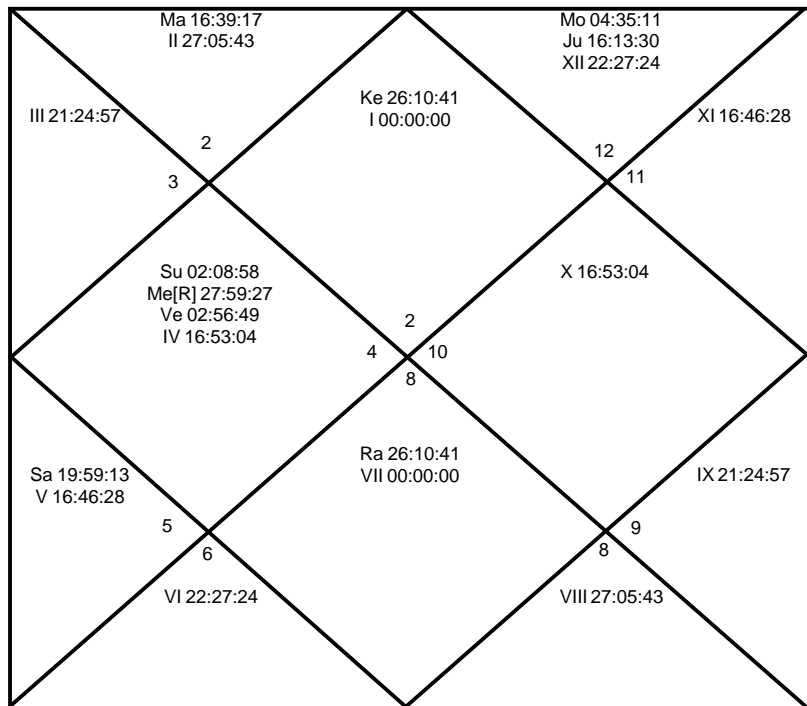 Ma 16:39:17
II 27:05:43
Mo 04:35:11
Ju 16:13:30
XII 22:27:24
Ke 26:10:41
I 00:00:00
III 21:24:57
XI 16:46:28
2
12
3
11
Su 02:08:58
Me[R] 27:59:27
Ve 02:56:49
IV 16:53:04
X 16:53:04
2
4
10
8
Sa 19:59:13
V 16:46:28
Ra 26:10:41
VII 00:00:00
IX 21:24:57
5
9
6
8
VI 22:27:24
VIII 27:05:43